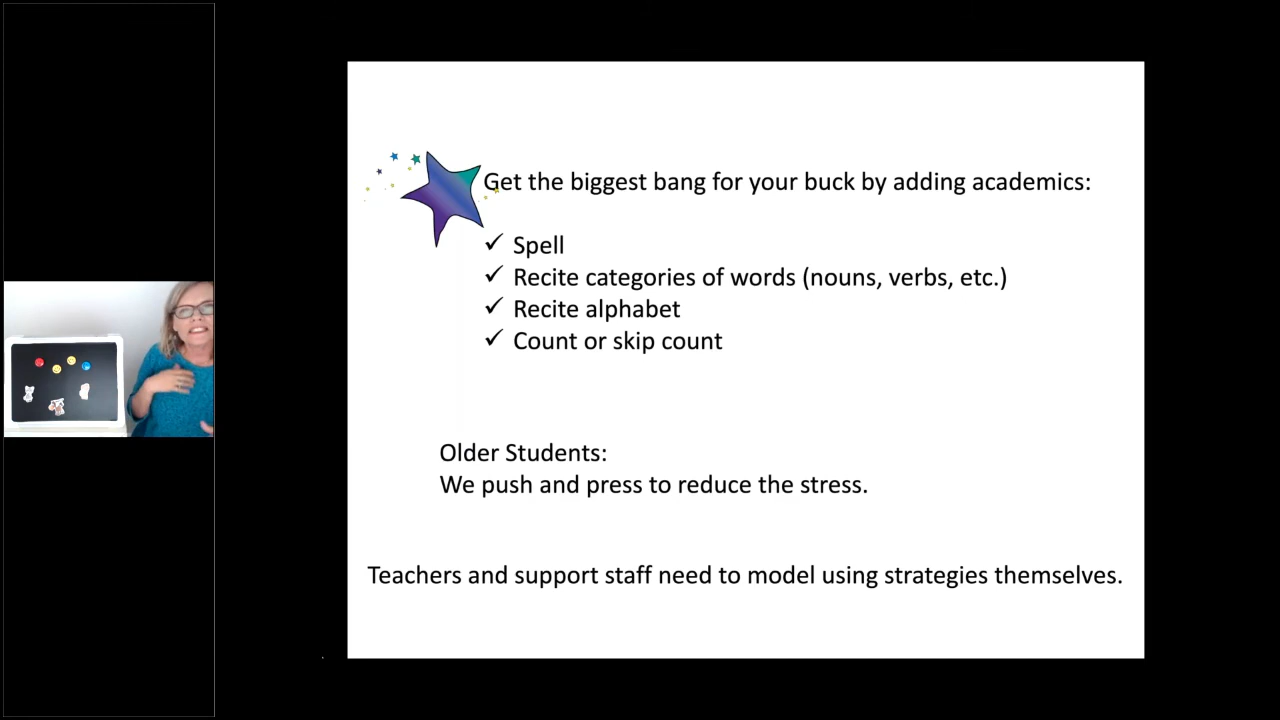 Get the biggest bang for your buck by adding academics:
✓ Spell
✓ Recite categories of words (nouns, verbs, etc.)
✓ Recite alphabet
✓ Count or skip count
Older Students:
We push and press to reduce the stress.
Teachers and support staff need to model using strategies themselves.